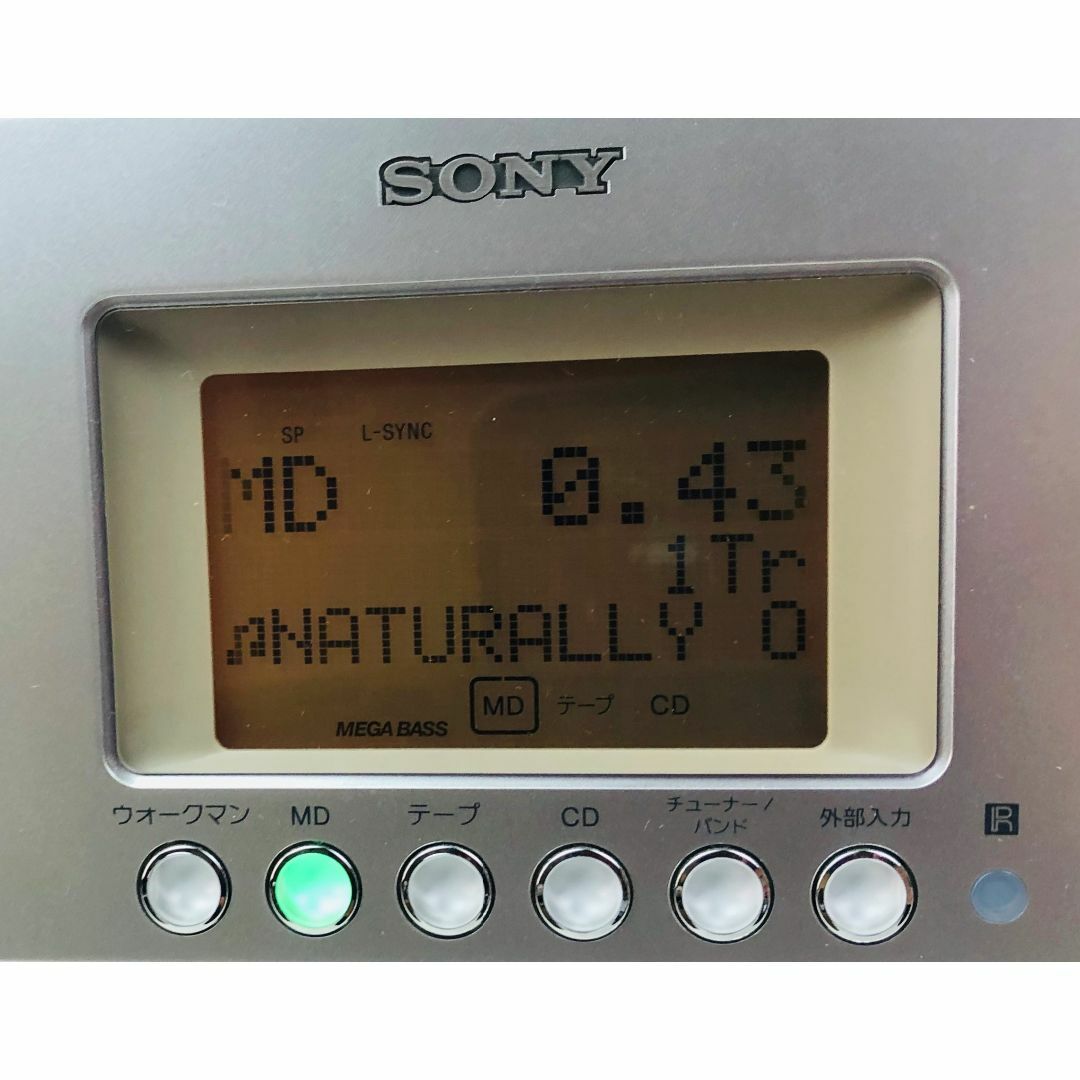 SONY
SP L-SYNC
MD 0.43
1Tr
♫NATURALLY O
MEGA BASS MD テープ CD
ウォークマン MD テープ CD チューナー/バンド 外部入力 R